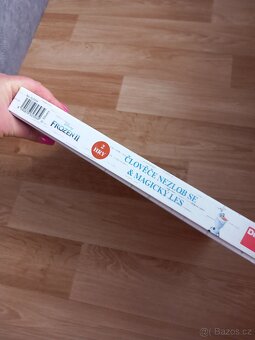 FROZEN II
2
HRY
ČLOVĚČE NEZLOB SE
& MAGICKÝ LES
© Bazos.cz